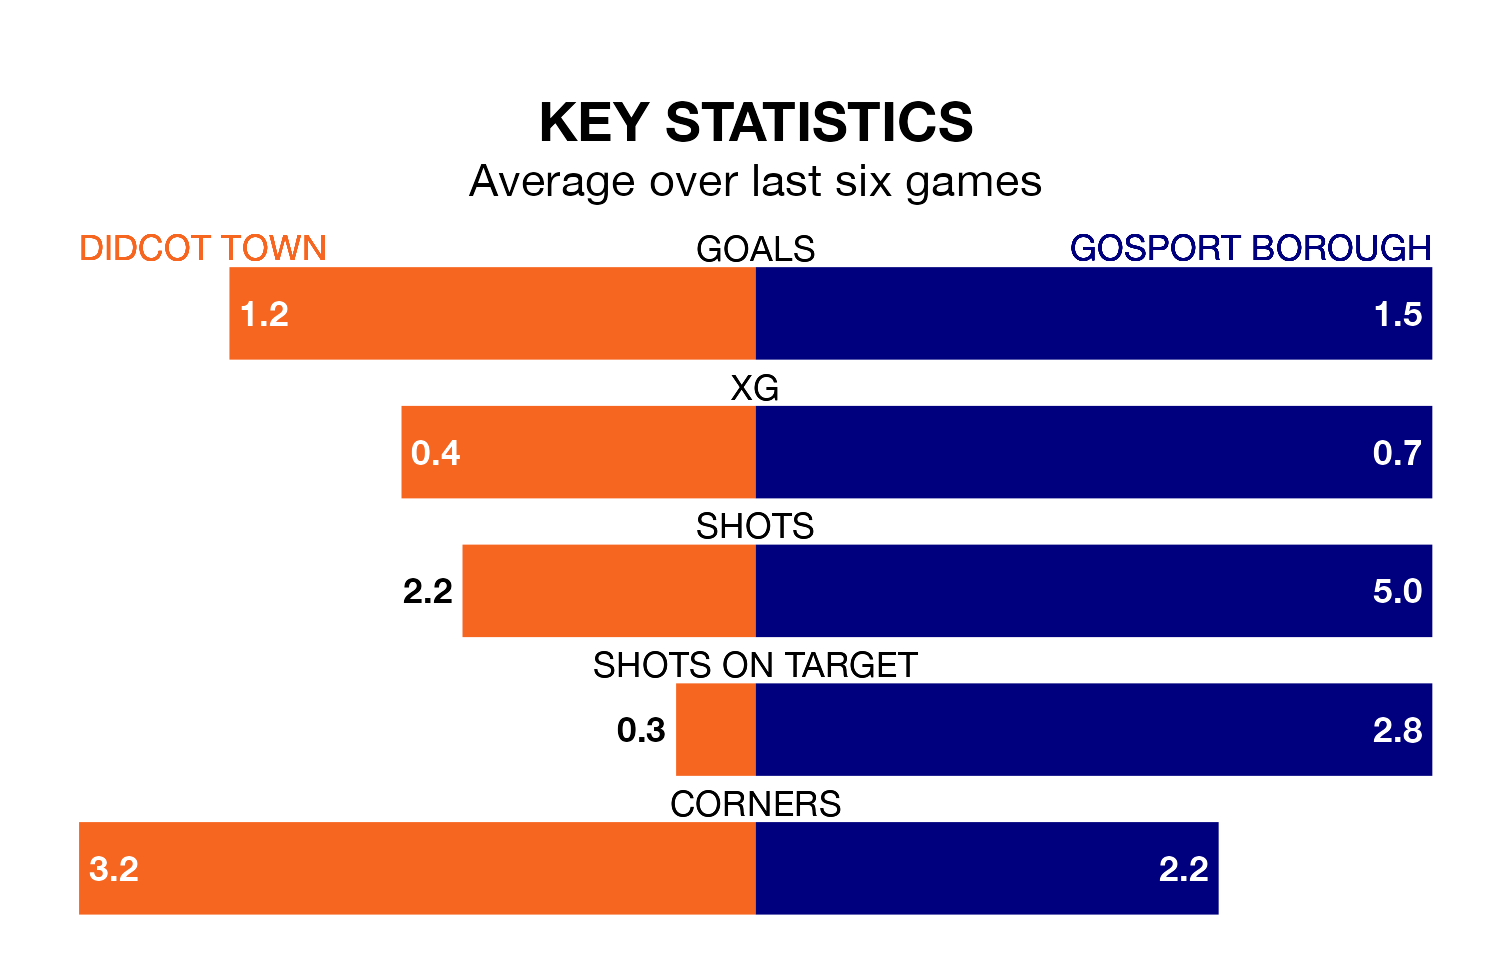 KEY STATISTICS
Average over last six games
DIDCOT TOWN GOALS GOSPORT BOROUGH
1.2 1.5
XG
0.4 0.7
SHOTS
2.2 5.0
SHOTS ON TARGET
0.3 2.8
CORNERS
3.2 2.2